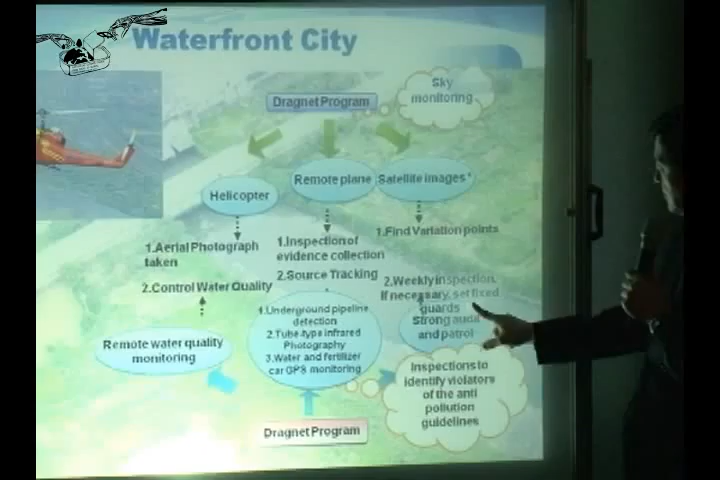 Waterfront City
Dragnet Program
Sky
monitoring
Helicopter
Remote plane
Satellite images*
1.Aerial Photograph
taken
2.Control Water Quality
1.Inspection of
evidence collection
2.Source Tracking
1.Find Variation points
2.Weekly inspection,
If necessary, set fixed
guards
Strong audit
and patrol
Remote water quality
monitoring
1.Underground pipeline
detection
2.Tube-type infrared
Photography
3.Water and fertilizer
car GPS monitoring
Inspections to
identify violators
of the anti
pollution
guidelines
Dragnet Program